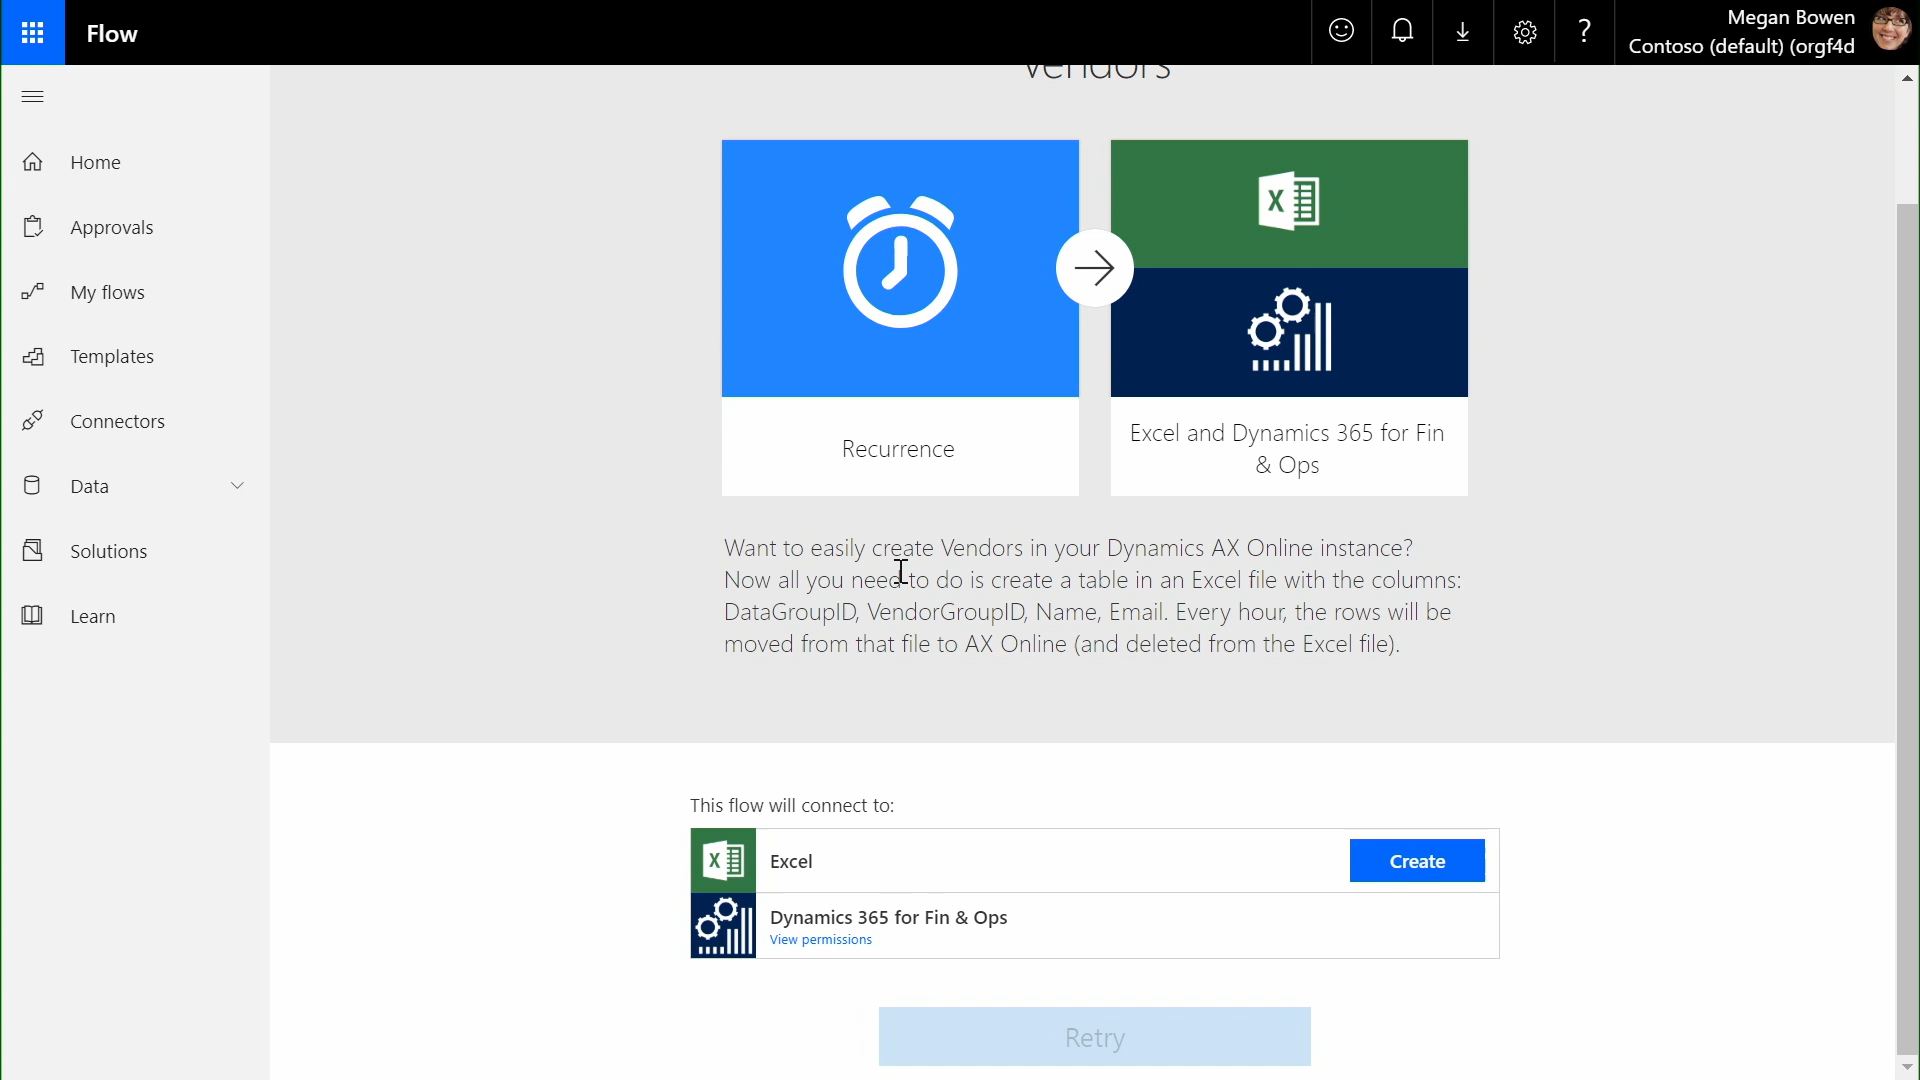 Flow
Megan Bowen
Contoso (default) (orgf4d
Vendors
Home
Approvals
My flows
Templates
Connectors
Data
Solutions
Learn
Recurrence
Excel and Dynamics 365 for Fin
& Ops
Want to easily create Vendors in your Dynamics AX Online instance?
Now all you need to do is create a table in an Excel file with the columns:
DataGroupID, VendorGroupID, Name, Email. Every hour, the rows will be
moved from that file to AX Online (and deleted from the Excel file).
This flow will connect to:
Excel
Create
Dynamics 365 for Fin & Ops
View permissions
Retry